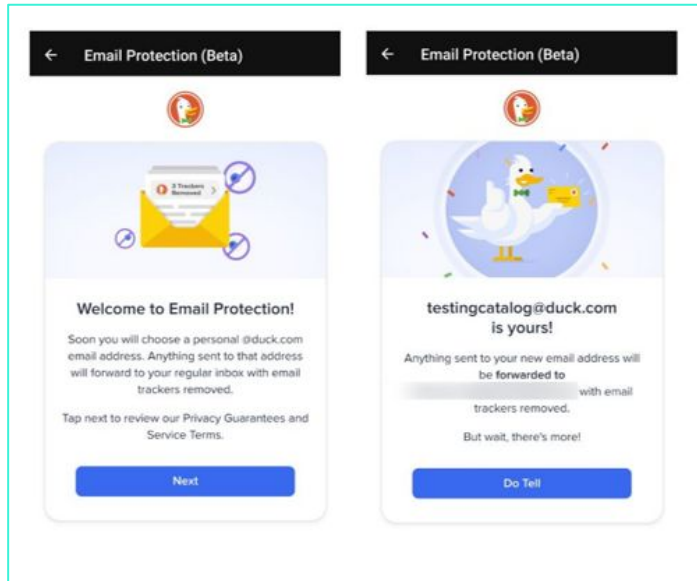 Email Protection (Beta)
3 Trackers
Removed
Welcome to Email Protection!
Soon you will choose a personal @duck.com
email address. Anything sent to that address
will forward to your regular inbox with email
trackers removed.
Tap next to review our Privacy Guarantees and
Service Terms.
Next
Email Protection (Beta)
testingcatalog@duck.com
is yours!
Anything sent to your new email address will
be forwarded to
with email
trackers removed.
But wait, there's more!
Do Tell